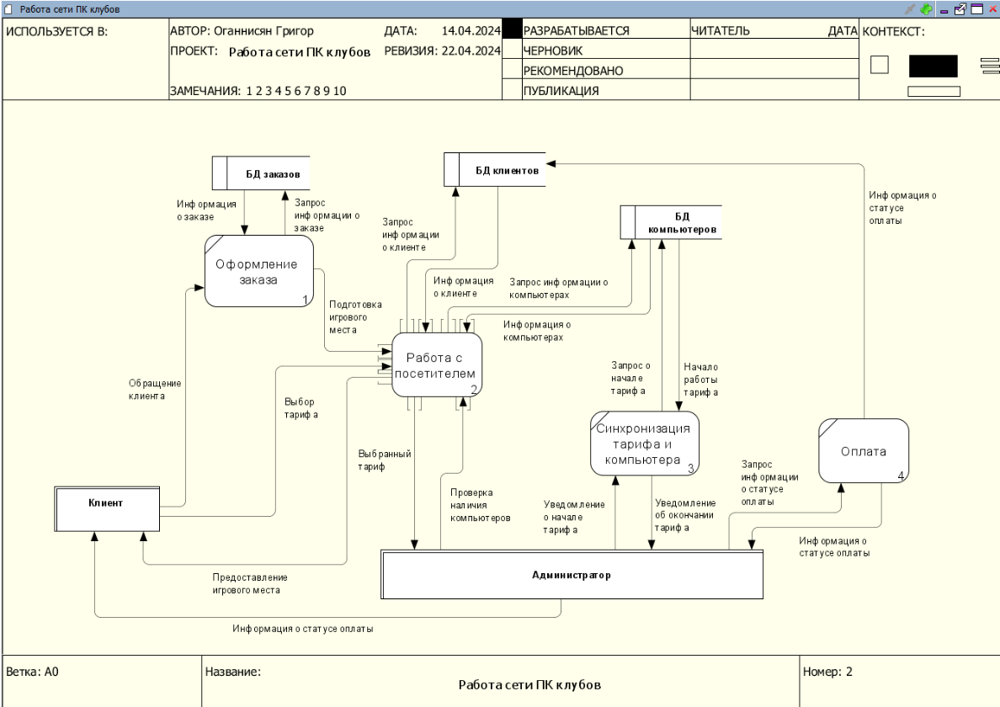 Работа сети ПК клубов
ИСПОЛЬЗУЕТСЯ В:
АВТОР: Оганнисян Григор
ДАТА: 14.04.2024
РАЗРАБАТЫВАЕТСЯ
ЧИТАТЕЛЬ
ДАТА
КОНТЕКСТ:
ПРОЕКТ: Работа сети ПК клубов
РЕВИЗИЯ: 22.04.2024
ЧЕРНОВИК
РЕКОМЕНДОВАНО
ЗАМЕЧАНИЯ: 1 2 3 4 5 6 7 8 9 10
ПУБЛИКАЦИЯ
БД заказов
БД клиентов
Информация
о заказе
Запрос
информации о
заказе
Запрос
информации
о клиенте
БД
компьютеров
Информация о
статусе
оплаты
Оформление
заказа
1
Информация
о клиенте
Запрос информации о
компьютерах
Подготовка
игрового
места
Информация о
компьютерах
Работа с
посетителем
2
Обращение
клиента
Выбор
тарифа
Запрос о
начале
тарифа
Начало
работы
тарифа
Выбранный
тариф
Синхронизация
тарифа и
компьютера
3
Оплата
4
Запрос
информации
о статусе
оплаты
Клиент
Проверка
наличия
компьютеров
Уведомление
о начале
тарифа
Уведомление
об окончании
тарифа
Информация о
статусе оплаты
Администратор
Предоставление
игрового места
Информация о статусе оплаты
Ветка: A0
Название:
Работа сети ПК клубов
Номер: 2